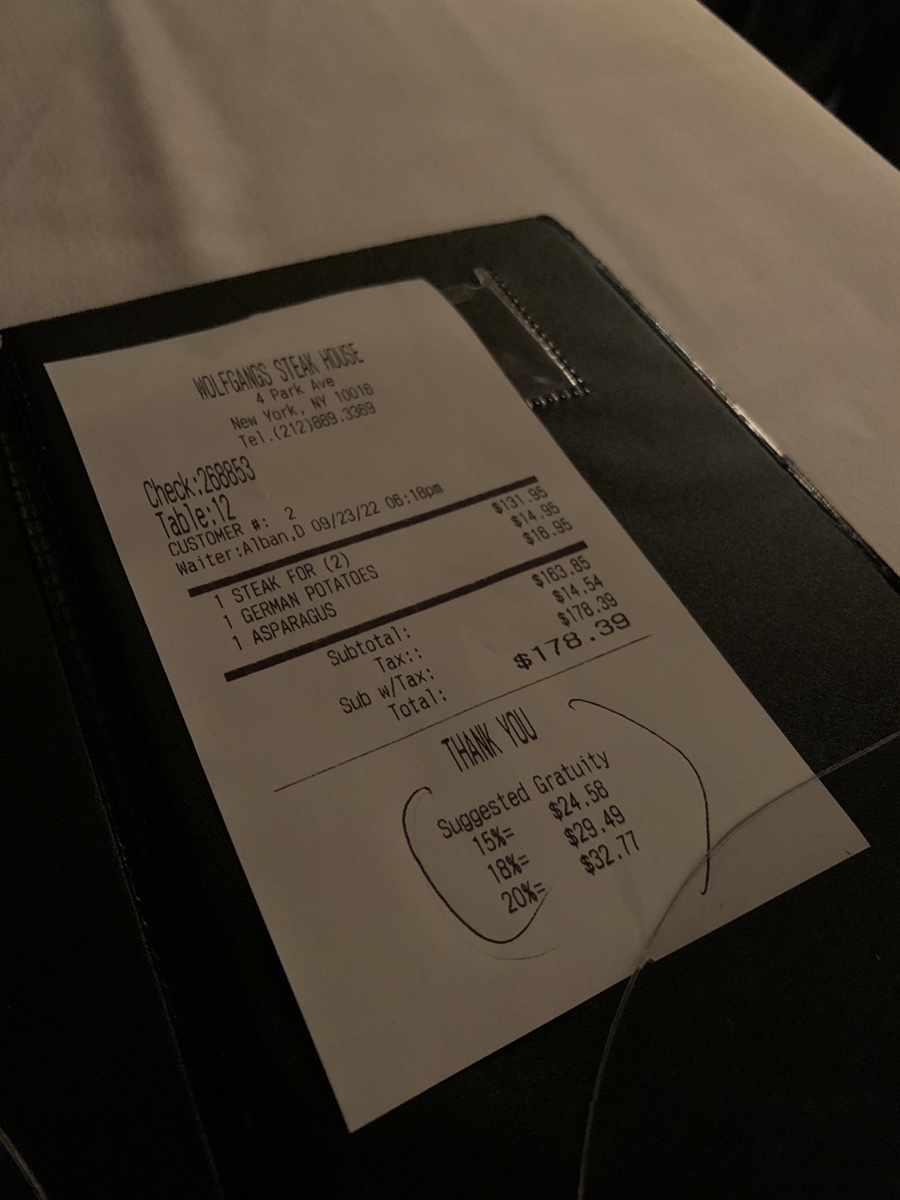 WOLFGANGS STEAK HOUSE
4 Park Ave
New York, NY 10016
Tel.(212)889.3369
Check:268853
Table:12
CUSTOMER #: 2
Waiter:Alban,D 09/23/22 06:18pm
1 STEAK FOR (2) $131.95
1 GERMAN POTATOES $14.95
1 ASPARAGUS $16.95
Subtotal: $163.85
Tax:: $14.54
Sub w/Tax: $178.39
Total: $178.39
THANK YOU
Suggested Gratuity
15%= $24.58
18%= $29.49
20%= $32.77